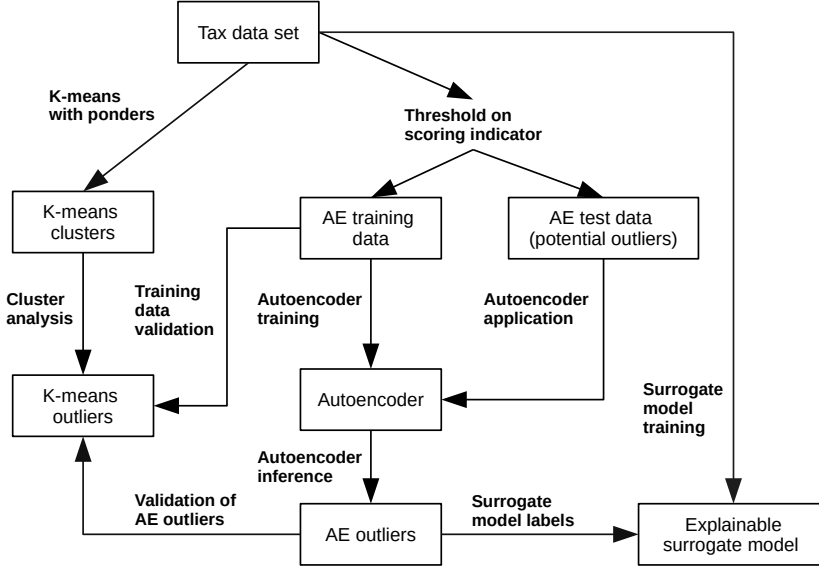 Tax data set
K-means
with ponders
Threshold on
scoring indicator
K-means
clusters
AE training
data
AE test data
(potential outliers)
Cluster
analysis
Training
data
validation
Autoencoder
training
Autoencoder
application
K-means
outliers
Autoencoder
Surrogate
model
training
Autoencoder
inference
Validation of
AE outliers
AE outliers
Surrogate
model labels
Explainable
surrogate model